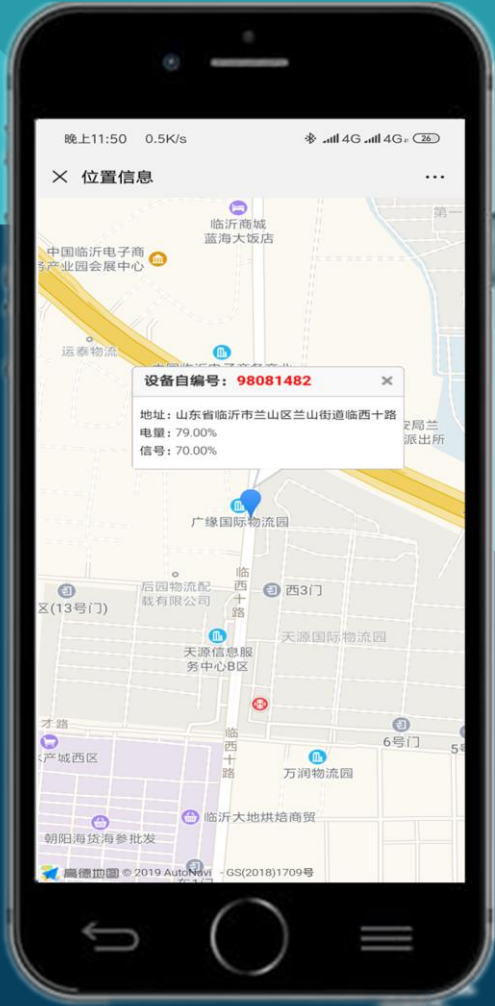 晚上11:50 0.5K/s 4G 4G 26
位置信息
临沂商城
蓝海大饭店
第一
中国临沂电子商
务产业园会展中心
运泰物流
设备自编号：98081482
地址：山东省临沂市兰山区兰山街道临西十路
电量：79.00%
信号：70.00%
安局兰
派出所
广缘国际物流园
临
西
十
路
后园物流配
载有限公司
西3门
区(13号门)
天源国际物流园
天源信息服
务中心B区
才路
临
西
十
路
6号门
产城西区
万润物流园
临沂大地烘焙商贸
朝阳海货海参批发
高德地图 © 2019 AutoNavi - GS(2018)1709号